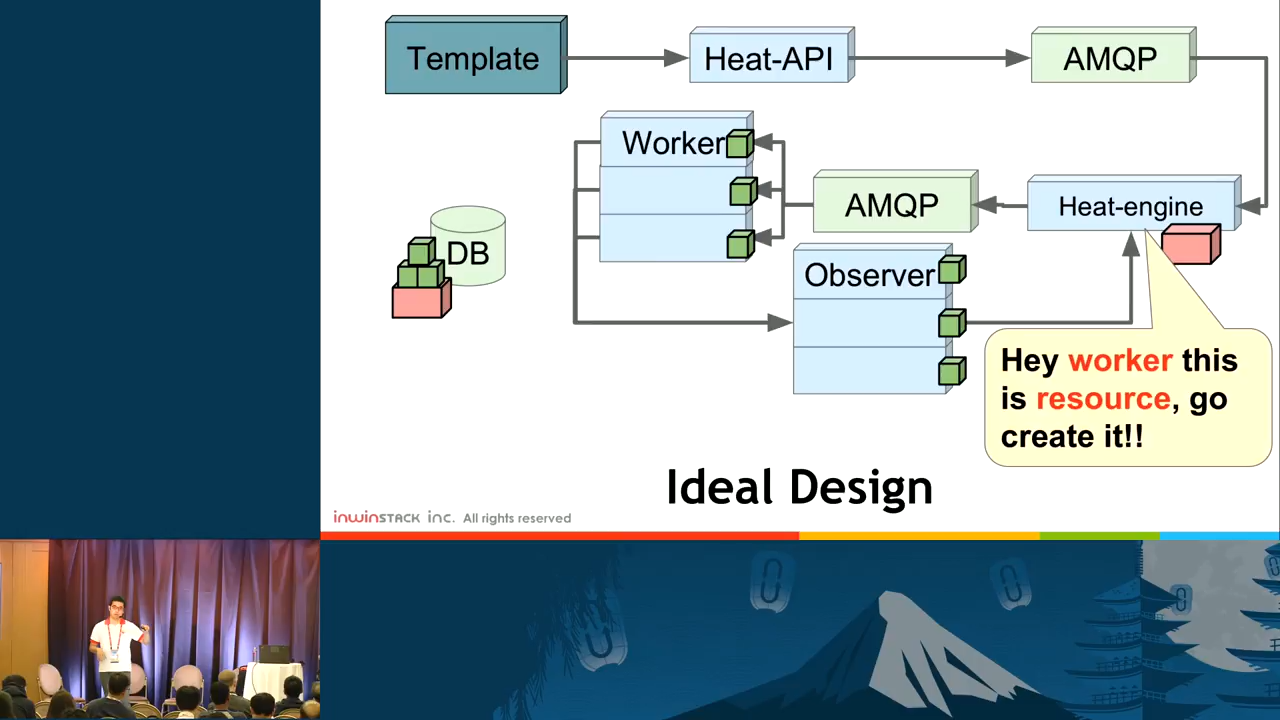 Template
Heat-API
AMQP
Worker
AMQP
Heat-engine
DB
Observer
Hey worker this
is resource, go
create it!!
Ideal Design
inwinSTACK inc. All rights reserved